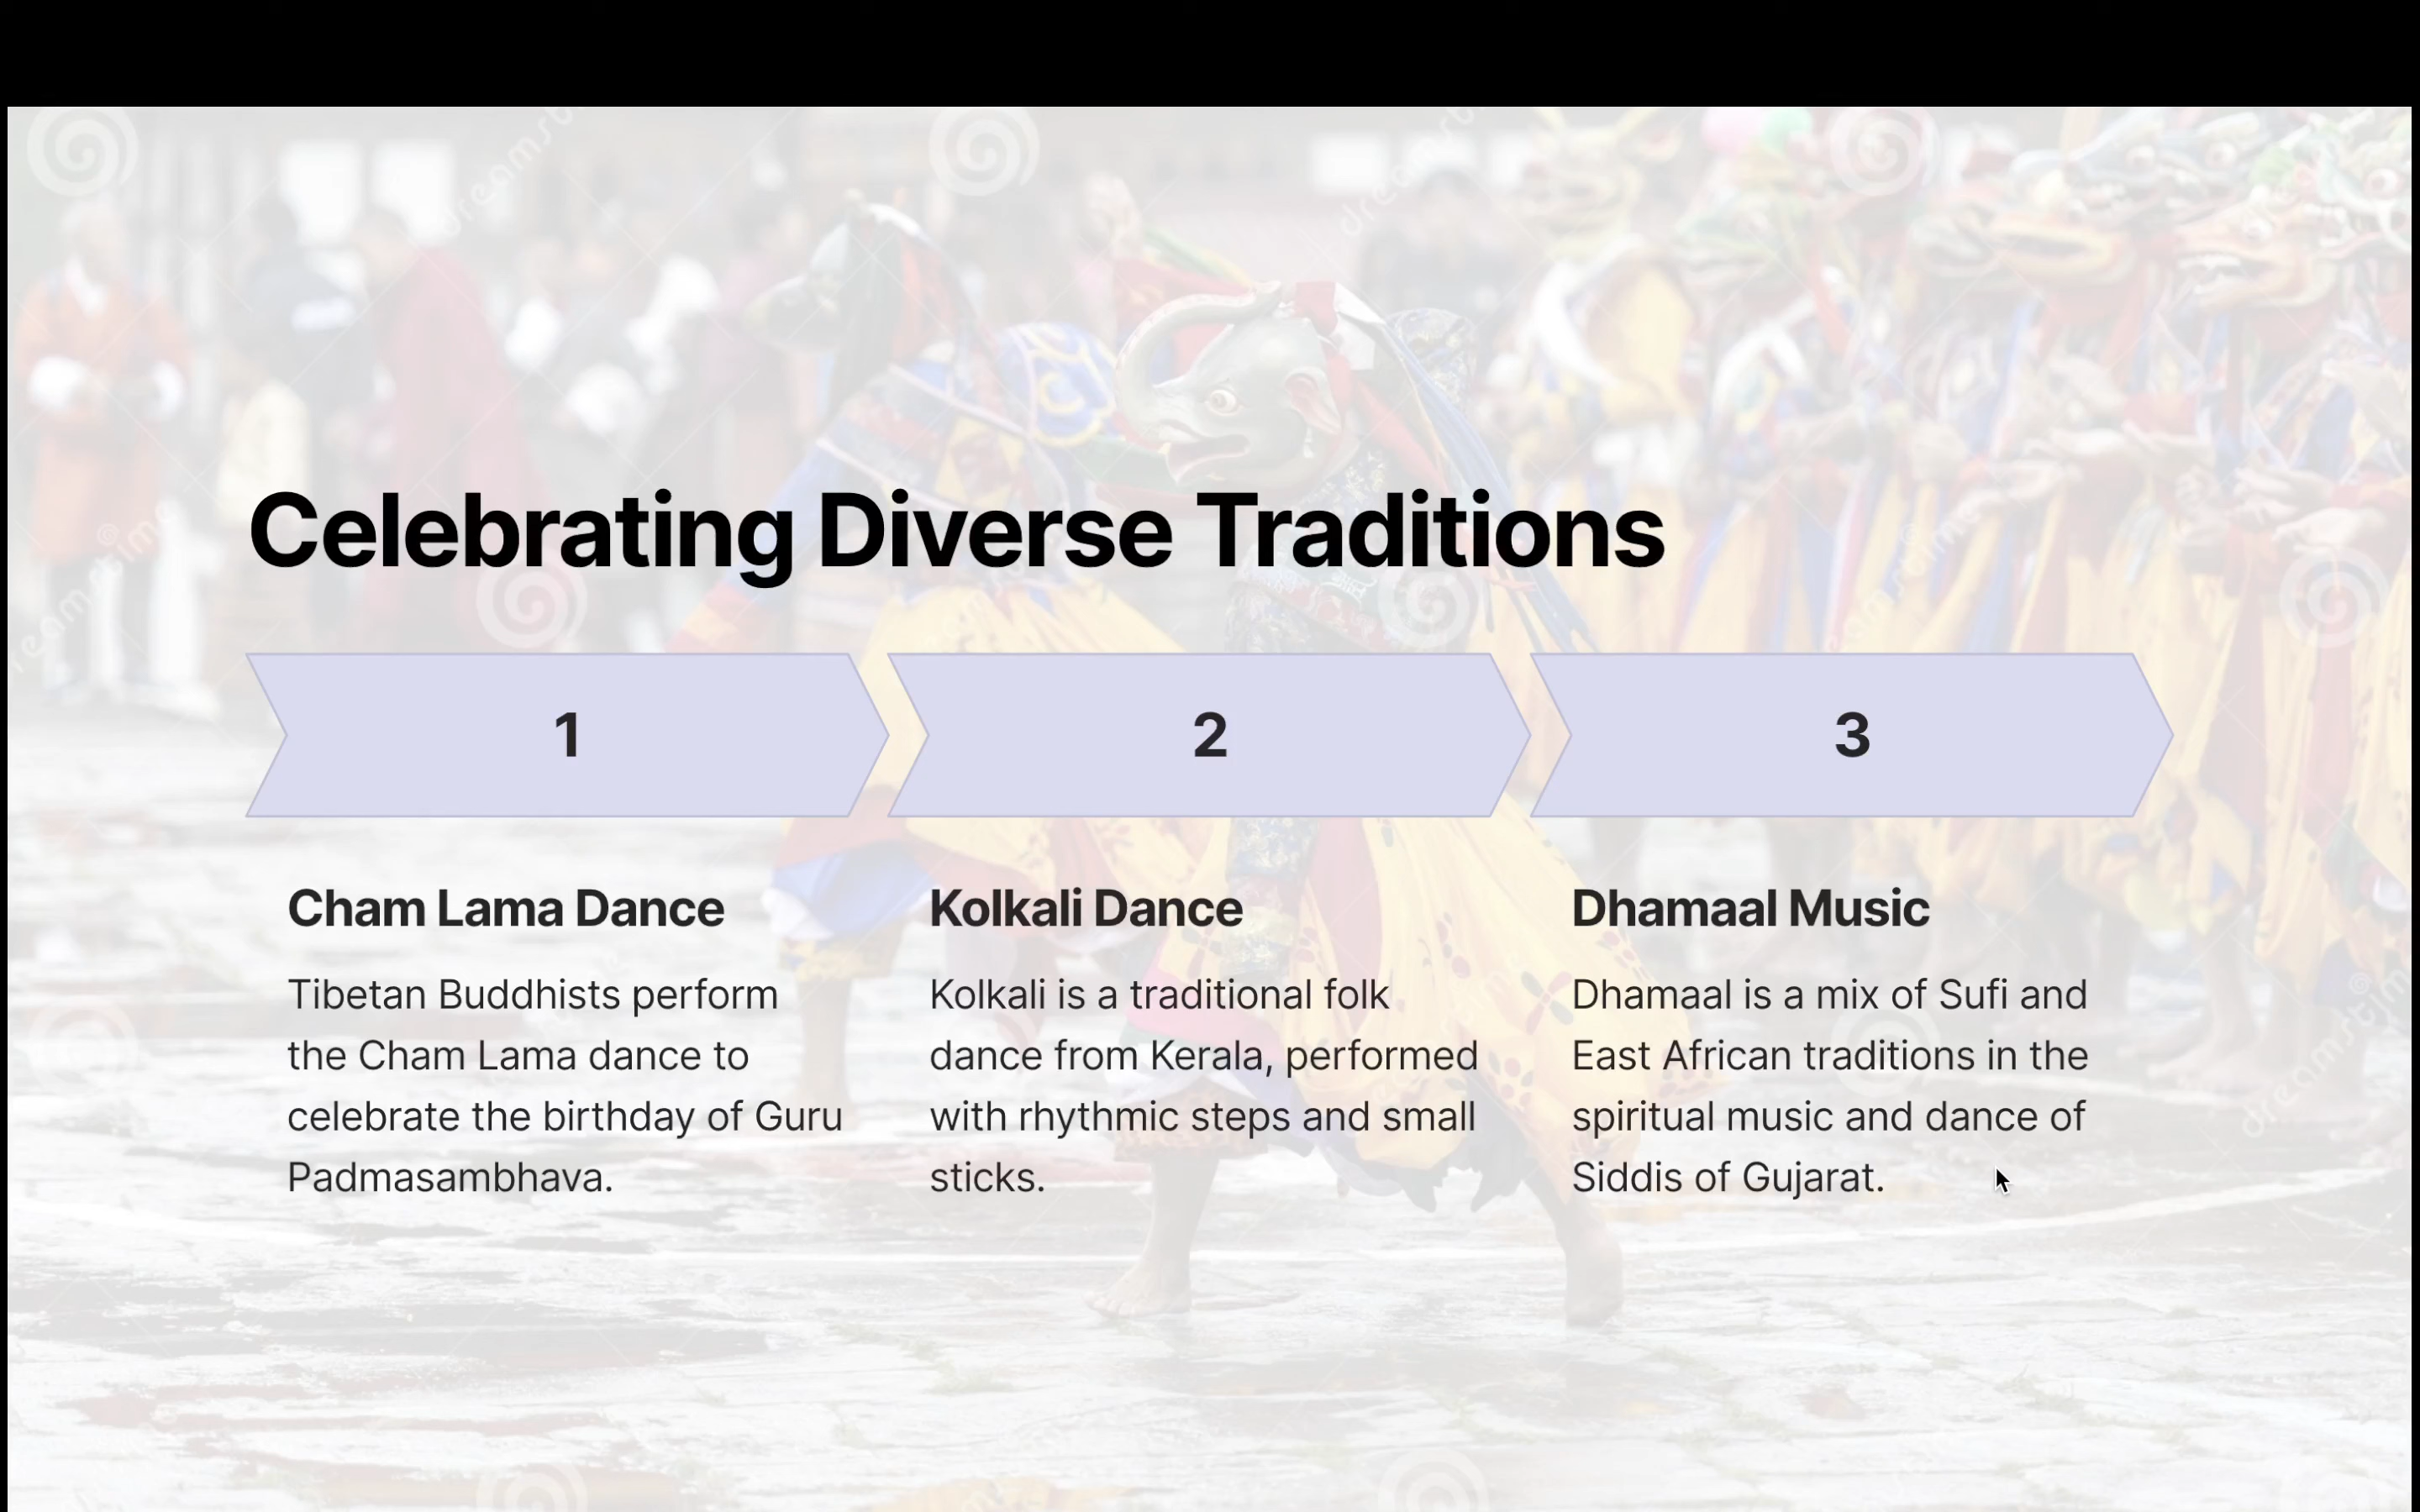 Celebrating Diverse Traditions
1
2
3
Cham Lama Dance
Tibetan Buddhists perform
the Cham Lama dance to
celebrate the birthday of Guru
Padmasambhava.
Kolkali Dance
Kolkali is a traditional folk
dance from Kerala, performed
with rhythmic steps and small
sticks.
Dhamaal Music
Dhamaal is a mix of Sufi and
East African traditions in the
spiritual music and dance of
Siddis of Gujarat.